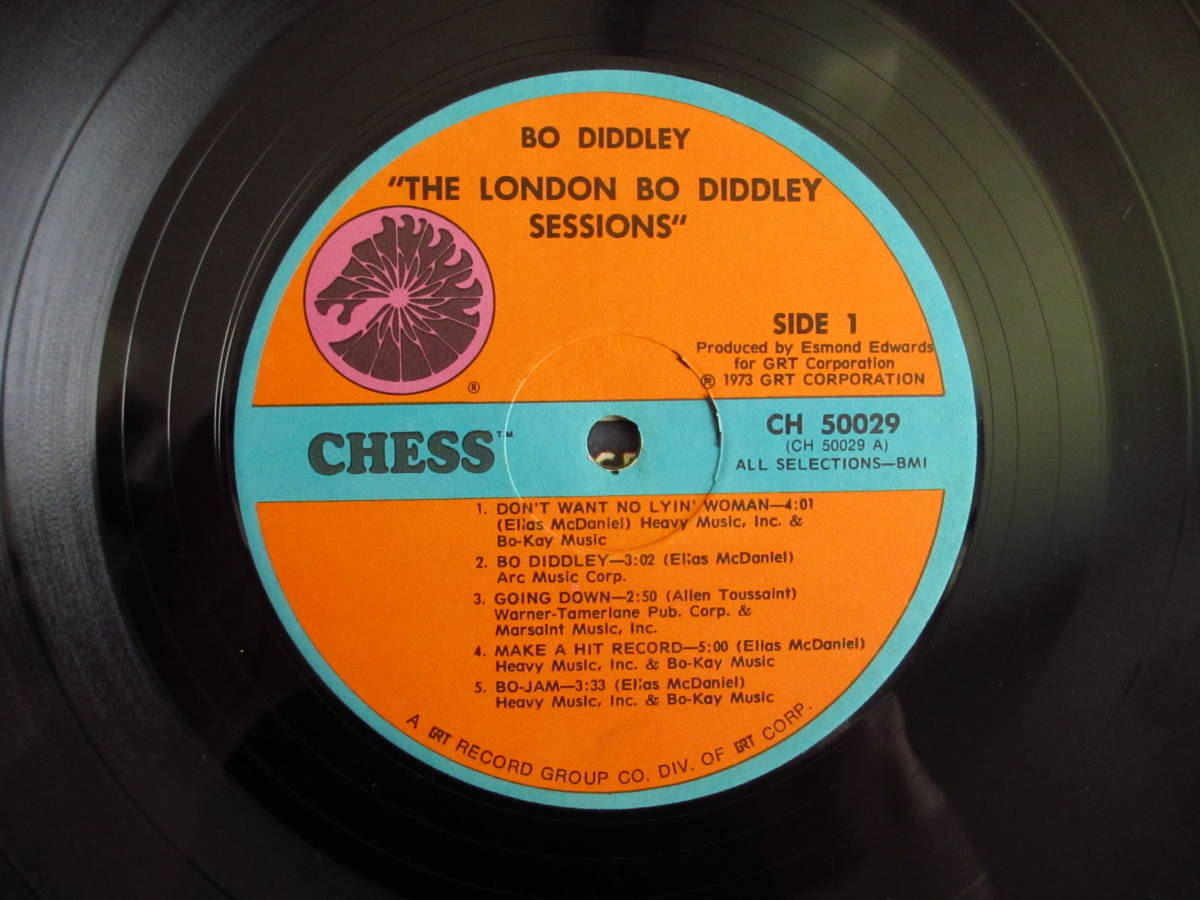 BO DIDDLEY
"THE LONDON BO DIDDLEY
SESSIONS"
®
SIDE 1
Produced by Esmond Edwards
for GRT Corporation
℗ 1973 GRT CORPORATION
CHESS™
CH 50029
(CH 50029 A)
ALL SELECTIONS—BMI
1. DON'T WANT NO LYIN' WOMAN—4:01
(Elias McDaniel) Heavy Music, Inc. &
Bo-Kay Music
2. BO DIDDLEY—3:02 (Elias McDaniel)
Arc Music Corp.
3. GOING DOWN—2:50 (Allen Toussaint)
Warner-Tamerlane Pub. Corp. &
Marsaint Music, Inc.
4. MAKE A HIT RECORD—5:00 (Elias McDaniel)
Heavy Music, Inc. & Bo-Kay Music
5. BO-JAM—3:33 (Elias McDaniel)
Heavy Music, Inc. & Bo-Kay Music
A GRT RECORD GROUP CO. DIV. OF GRT CORP.